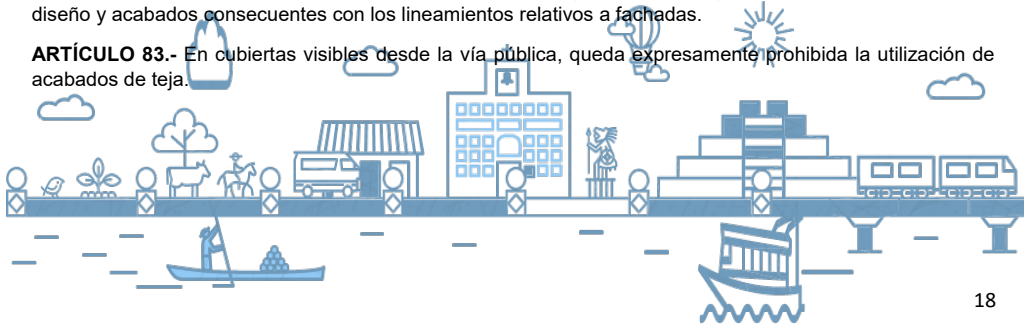 diseño y acabados consecuentes con los lineamientos relativos a fachadas.
ARTÍCULO 83.- En cubiertas visibles desde la vía pública, queda expresamente prohibida la utilización de
acabados de teja.
18